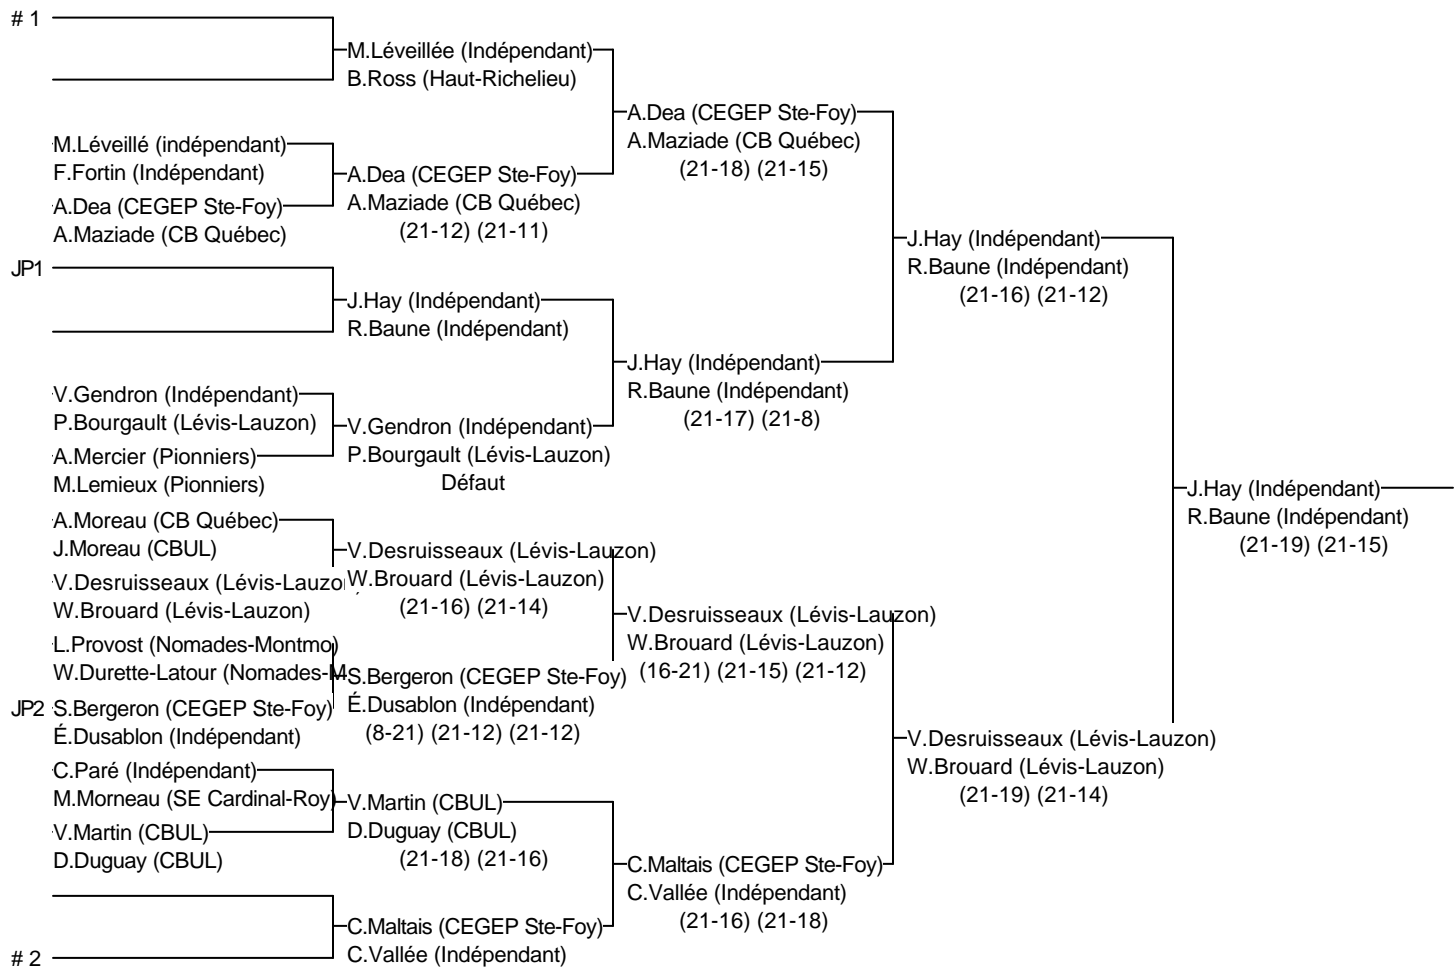 # 1
M.Léveillée (Indépendant)
B.Ross (Haut-Richelieu)
A.Dea (CEGEP Ste-Foy)
A.Maziade (CB Québec)
(21-18) (21-15)
M.Léveillé (indépendant)
F.Fortin (Indépendant)
A.Dea (CEGEP Ste-Foy)
A.Maziade (CB Québec)
(21-12) (21-11)
A.Dea (CEGEP Ste-Foy)
A.Maziade (CB Québec)
J.Hay (Indépendant)
R.Baune (Indépendant)
(21-16) (21-12)
JP1
J.Hay (Indépendant)
R.Baune (Indépendant)
J.Hay (Indépendant)
R.Baune (Indépendant)
(21-17) (21-8)
V.Gendron (Indépendant)
P.Bourgault (Lévis-Lauzon)
V.Gendron (Indépendant)
P.Bourgault (Lévis-Lauzon)
Défaut
A.Mercier (Pionniers)
M.Lemieux (Pionniers)
J.Hay (Indépendant)
R.Baune (Indépendant)
(21-19) (21-15)
A.Moreau (CB Québec)
J.Moreau (CBUL)
V.Desruisseaux (Lévis-Lauzon)
W.Brouard (Lévis-Lauzon)
(21-16) (21-14)
V.Desruisseaux (Lévis-Lauzon
W.Brouard (Lévis-Lauzon)
V.Desruisseaux (Lévis-Lauzon)
W.Brouard (Lévis-Lauzon)
(16-21) (21-15) (21-12)
L.Provost (Nomades-Montmo)
W.Durette-Latour (Nomades-M
S.Bergeron (CEGEP Ste-Foy)
É.Dusablon (Indépendant)
(8-21) (21-12) (21-12)
JP2 S.Bergeron (CEGEP Ste-Foy)
É.Dusablon (Indépendant)
V.Desruisseaux (Lévis-Lauzon)
W.Brouard (Lévis-Lauzon)
(21-19) (21-14)
C.Paré (Indépendant)
M.Morneau (SE Cardinal-Roy)
V.Martin (CBUL)
D.Duguay (CBUL)
(21-18) (21-16)
V.Martin (CBUL)
D.Duguay (CBUL)
C.Maltais (CEGEP Ste-Foy)
C.Vallée (Indépendant)
(21-16) (21-18)
C.Maltais (CEGEP Ste-Foy)
C.Vallée (Indépendant)
# 2